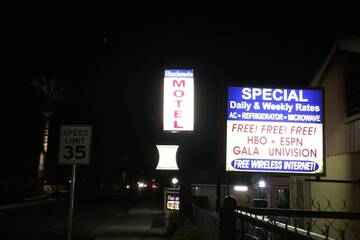 Hacienda
MOTEL
SPEED
LIMIT
35
SPECIAL
Daily & Weekly Rates
AC • REFRIGERATOR • MICROWAVE
FREE! FREE! FREE!
HBO ~ ESPN
GALA UNIVISION
FREE WIRELESS INTERNET!